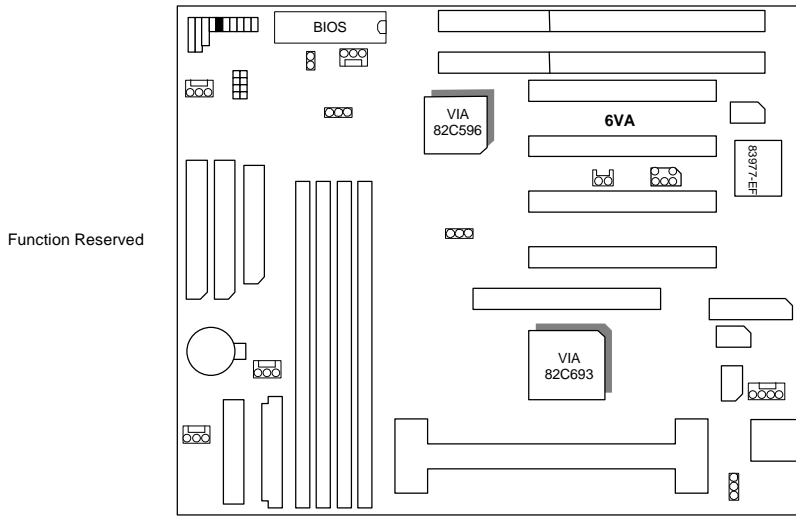 BIOS
VIA
82C596
6VA
83977-EF
Function Reserved
VIA
82C693